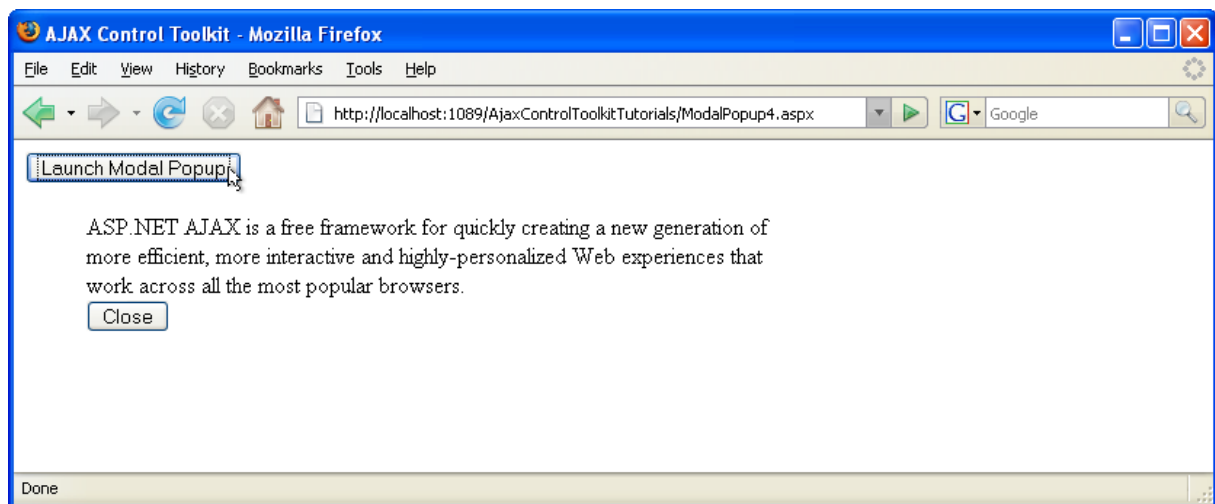 AJAX Control Toolkit - Mozilla Firefox
File Edit View History Bookmarks Tools Help
http://localhost:1089/AjaxControlToolkitTutorials/ModalPopup4.aspx G Google
Launch Modal Popup
ASP.NET AJAX is a free framework for quickly creating a new generation of
more efficient, more interactive and highly-personalized Web experiences that
work across all the most popular browsers.
Close
Done